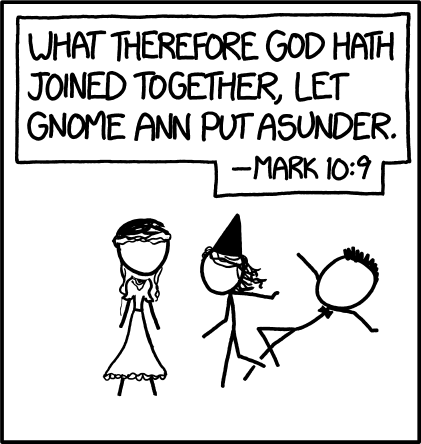 WHAT THEREFORE GOD HATH
JOINED TOGETHER, LET
GNOME ANN PUT ASUNDER.
—MARK 10:9